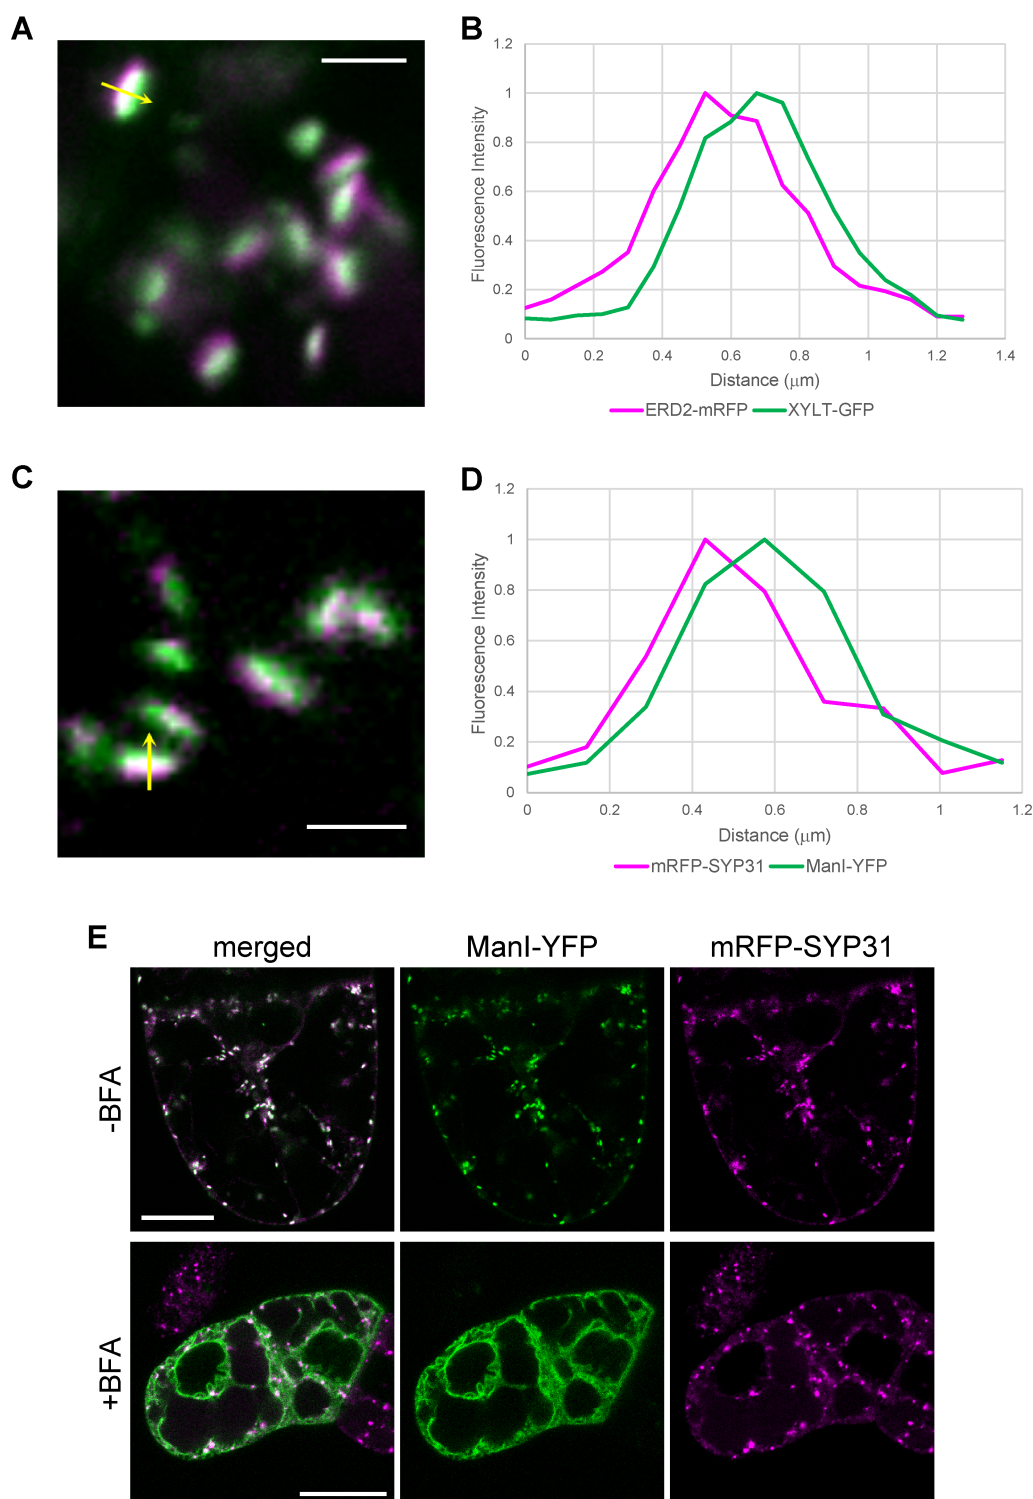 A
B
1.2
1
0.8
0.6
0.4
0.2
0
Fluorescence Intensity
0 0.2 0.4 0.6 0.8 1 1.2 1.4
Distance (μm)
ERD2-mRFP XYLT-GFP
C
D
1.2
1
0.8
0.6
0.4
0.2
0
Fluorescence Intensity
0 0.2 0.4 0.6 0.8 1 1.2
Distance (μm)
mRFP-SYP31 ManI-YFP
E
merged ManI-YFP mRFP-SYP31
-BFA
+BFA